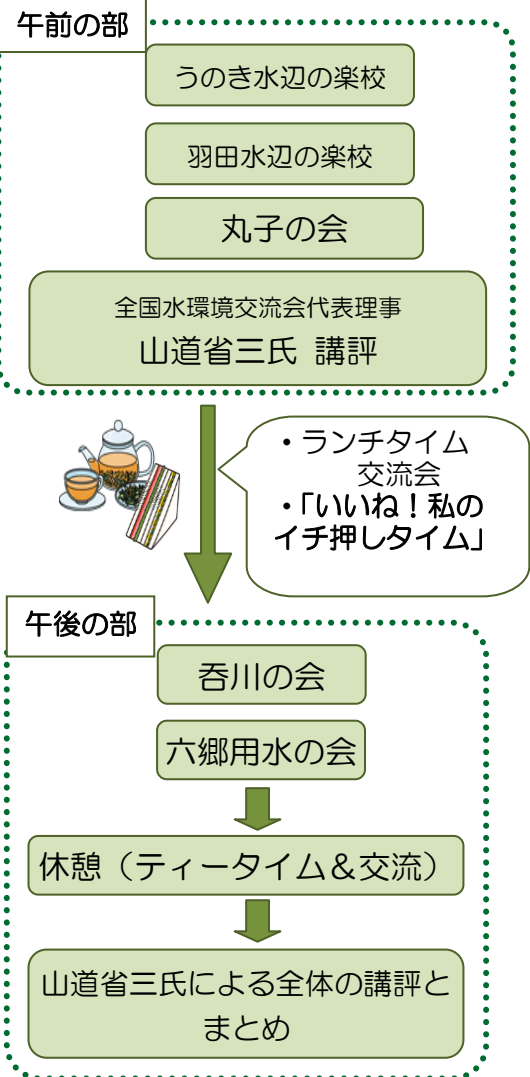 午前の部
うのき水辺の楽校
羽田水辺の楽校
丸子の会
全国水環境交流会代表理事
山道省三氏 講評
・ランチタイム
交流会
・「いいね！私の
イチ押しタイム」
午後の部
呑川の会
六郷用水の会
休憩（ティータイム＆交流）
山道省三氏による全体の講評と
まとめ